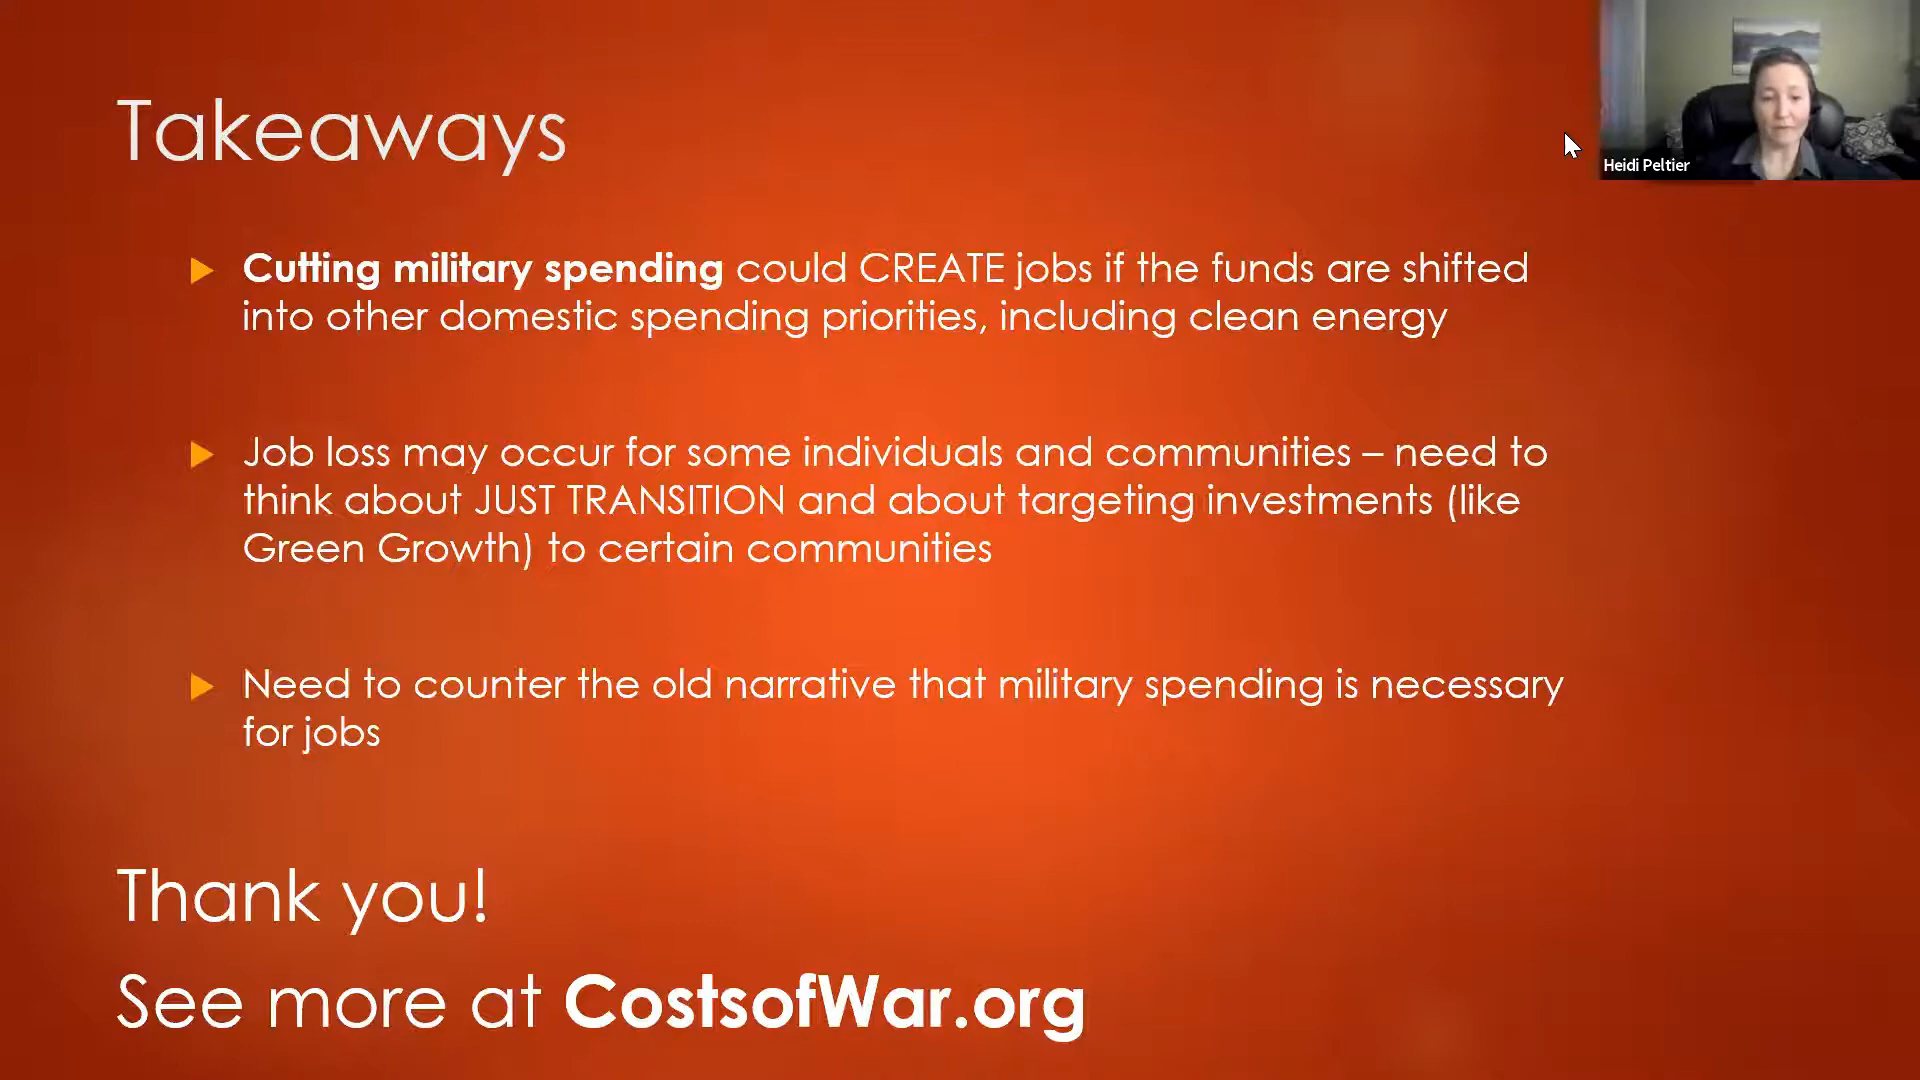 Takeaways
Heidi Peltier
Cutting military spending could CREATE jobs if the funds are shifted
into other domestic spending priorities, including clean energy
Job loss may occur for some individuals and communities – need to
think about JUST TRANSITION and about targeting investments (like
Green Growth) to certain communities
Need to counter the old narrative that military spending is necessary
for jobs
Thank you!
See more at CostsofWar.org